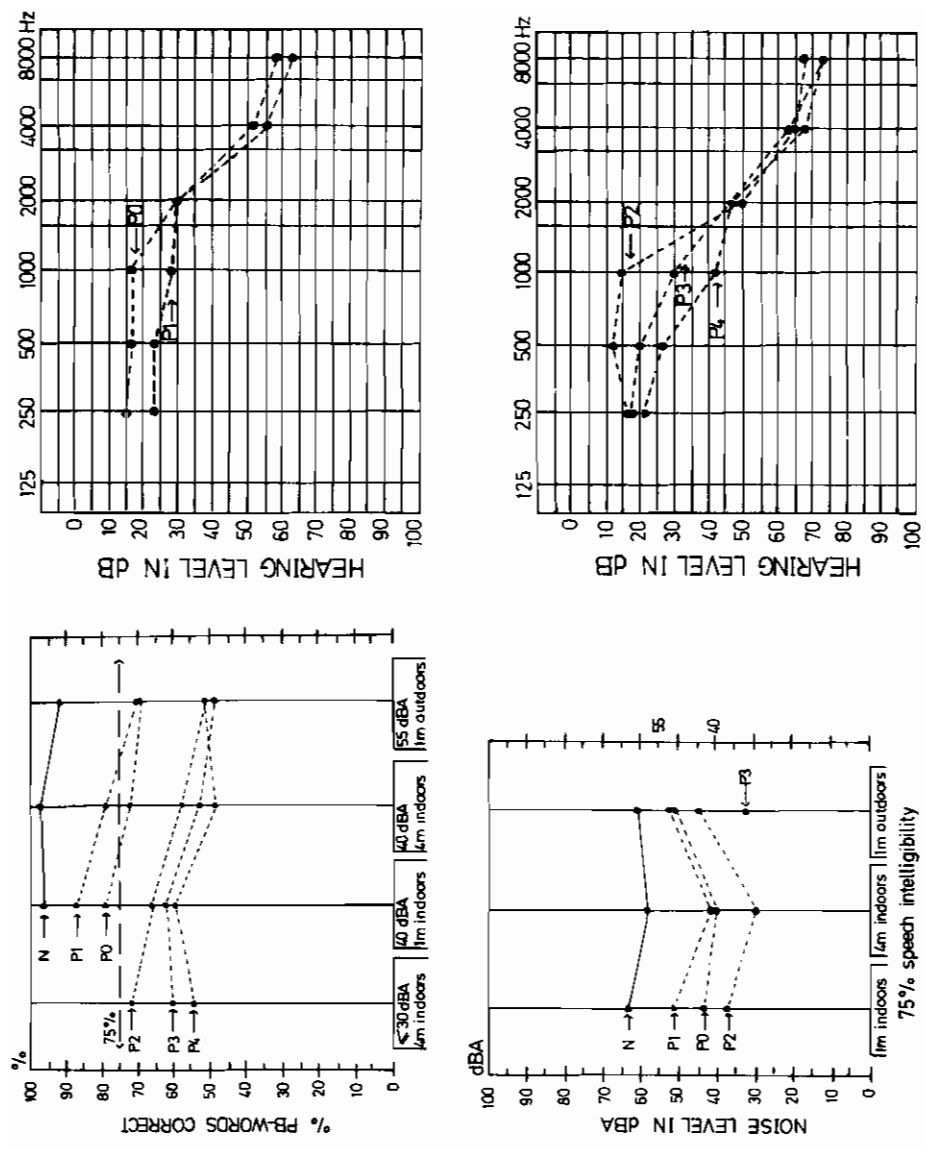 %
100
90
80
70
60
50
40
30
20
10
0
% PB-WORDS CORRECT
N →
P1 →
P0 →
75%
P2 →
P3 →
P4 →
≤30 dBA
4m indoors
40 dBA
1m indoors
40 dBA
4m indoors
55 dBA
1m outdoors
125 250 500 1000 2000 4000 8000 Hz
0
10
20
30
40
50
60
70
80
90
100
HEARING LEVEL IN dB
P0
P1
dBA
100
90
80
70
60
50
40
30
20
10
0
NOISE LEVEL IN dBA
N →
P1 →
P0 →
P2 →
← P3
55
40
1m indoors
4m indoors
1m outdoors
75% speech intelligibility
125 250 500 1000 2000 4000 8000 Hz
0
10
20
30
40
50
60
70
80
90
100
HEARING LEVEL IN dB
P2
P3
P4